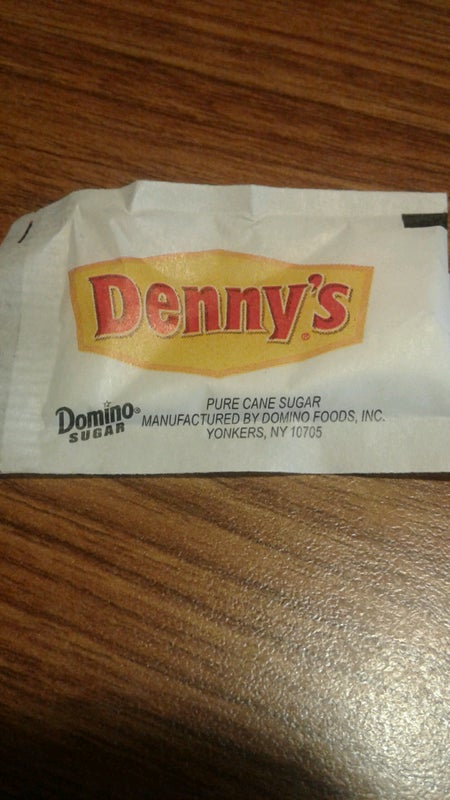 Denny's
Domino®
SUGAR
PURE CANE SUGAR
MANUFACTURED BY DOMINO FOODS, INC.
YONKERS, NY 10705